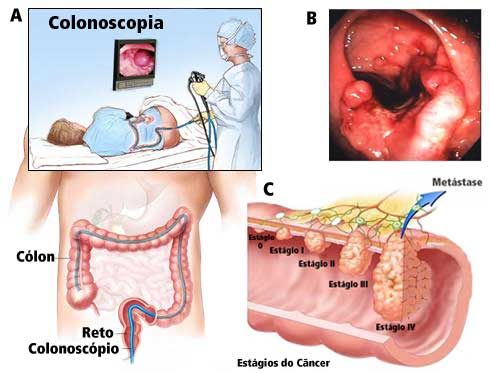 A
Colonoscopia
B
Cólon
Reto
Colonoscópio
C
Metástase
Estágio
0
Estágio I
Estágio II
Estágio III
Estágio IV
Estágios do Câncer